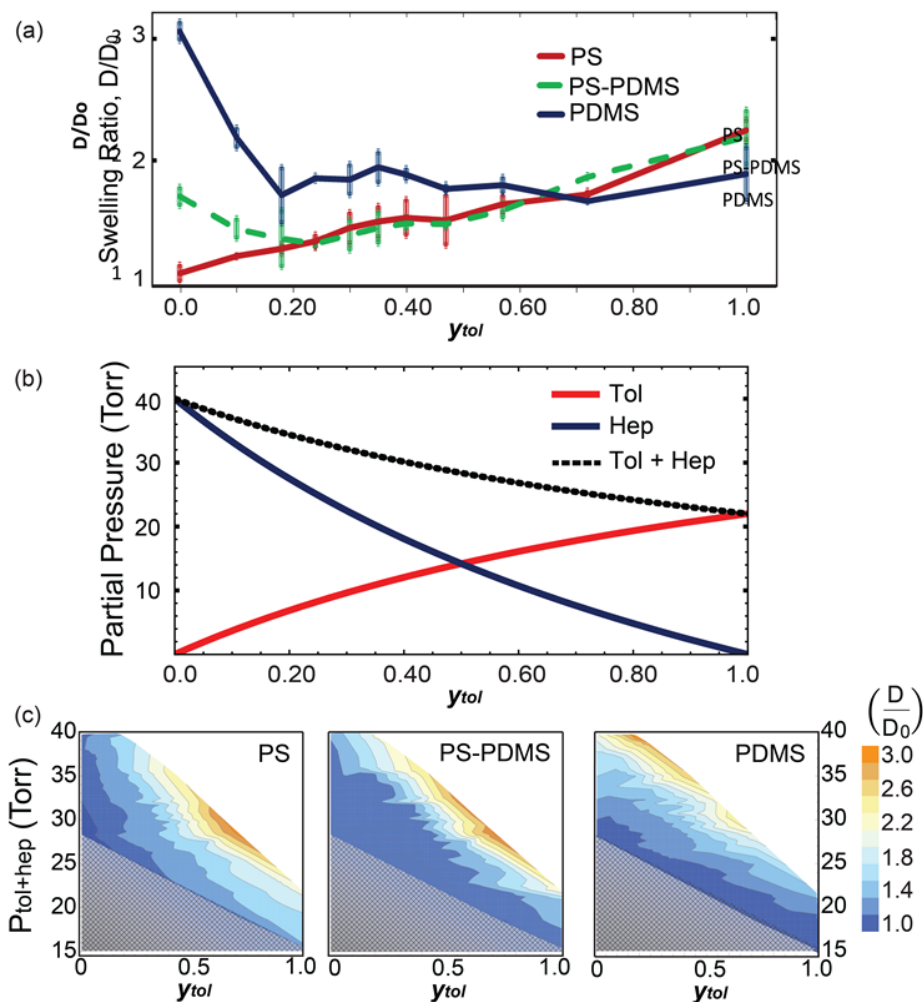 (a)
D/Do
Swelling Ratio, D/D₀
3
2
1
PS
PS-PDMS
PDMS
PS
PS-PDMS
PDMS
0.0 0.20 0.40 0.60 0.80 1.0
ytol
(b)
Partial Pressure (Torr)
40
30
20
10
Tol
Hep
Tol + Hep
0.0 0.20 0.40 0.60 0.80 1.0
ytol
(c)
Ptol+hep (Torr)
40
35
30
25
20
15
PS
0 0.5 1.0
ytol
PS-PDMS
0 0.5 1.0
ytol
PDMS
0 0.5 1.0
ytol
40
35
30
25
20
15
(D/D₀)
3.0
2.6
2.2
1.8
1.4
1.0